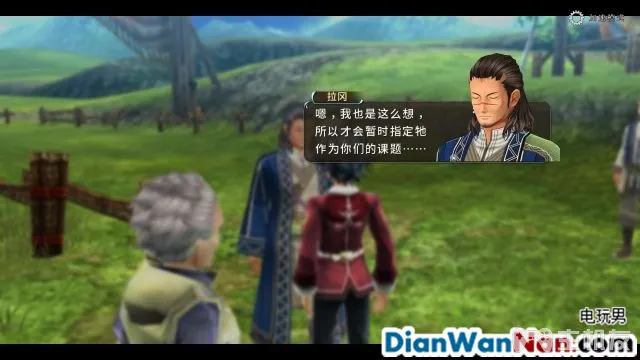 拉冈
嗯，我也是这么想，
所以才会暂时指定牠
作为你们的课题……
电玩男
DianWanNan.com